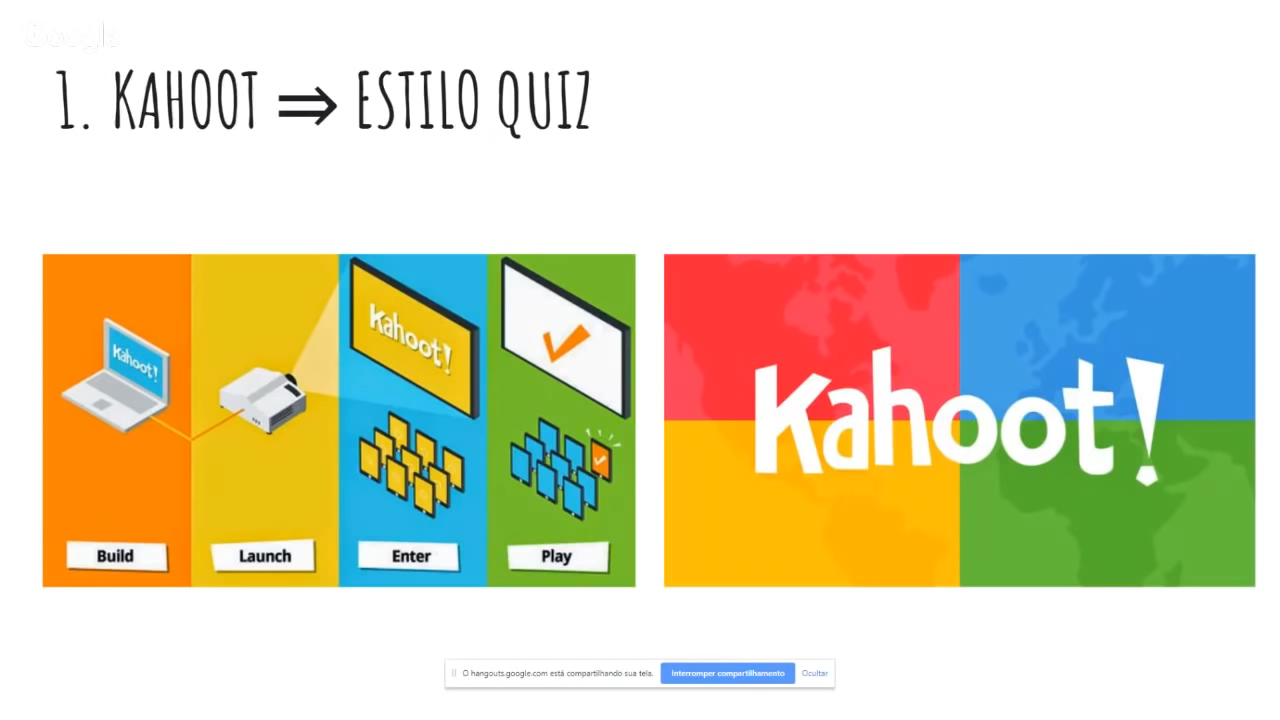 Google
1. KAHOOT ⇒ ESTILO QUIZ
Kahoot!
Kahoot!
Build
Launch
Enter
Play
Kahoot!
O hangouts.google.com está compartilhando sua tela.
Interromper compartilhamento
Ocultar